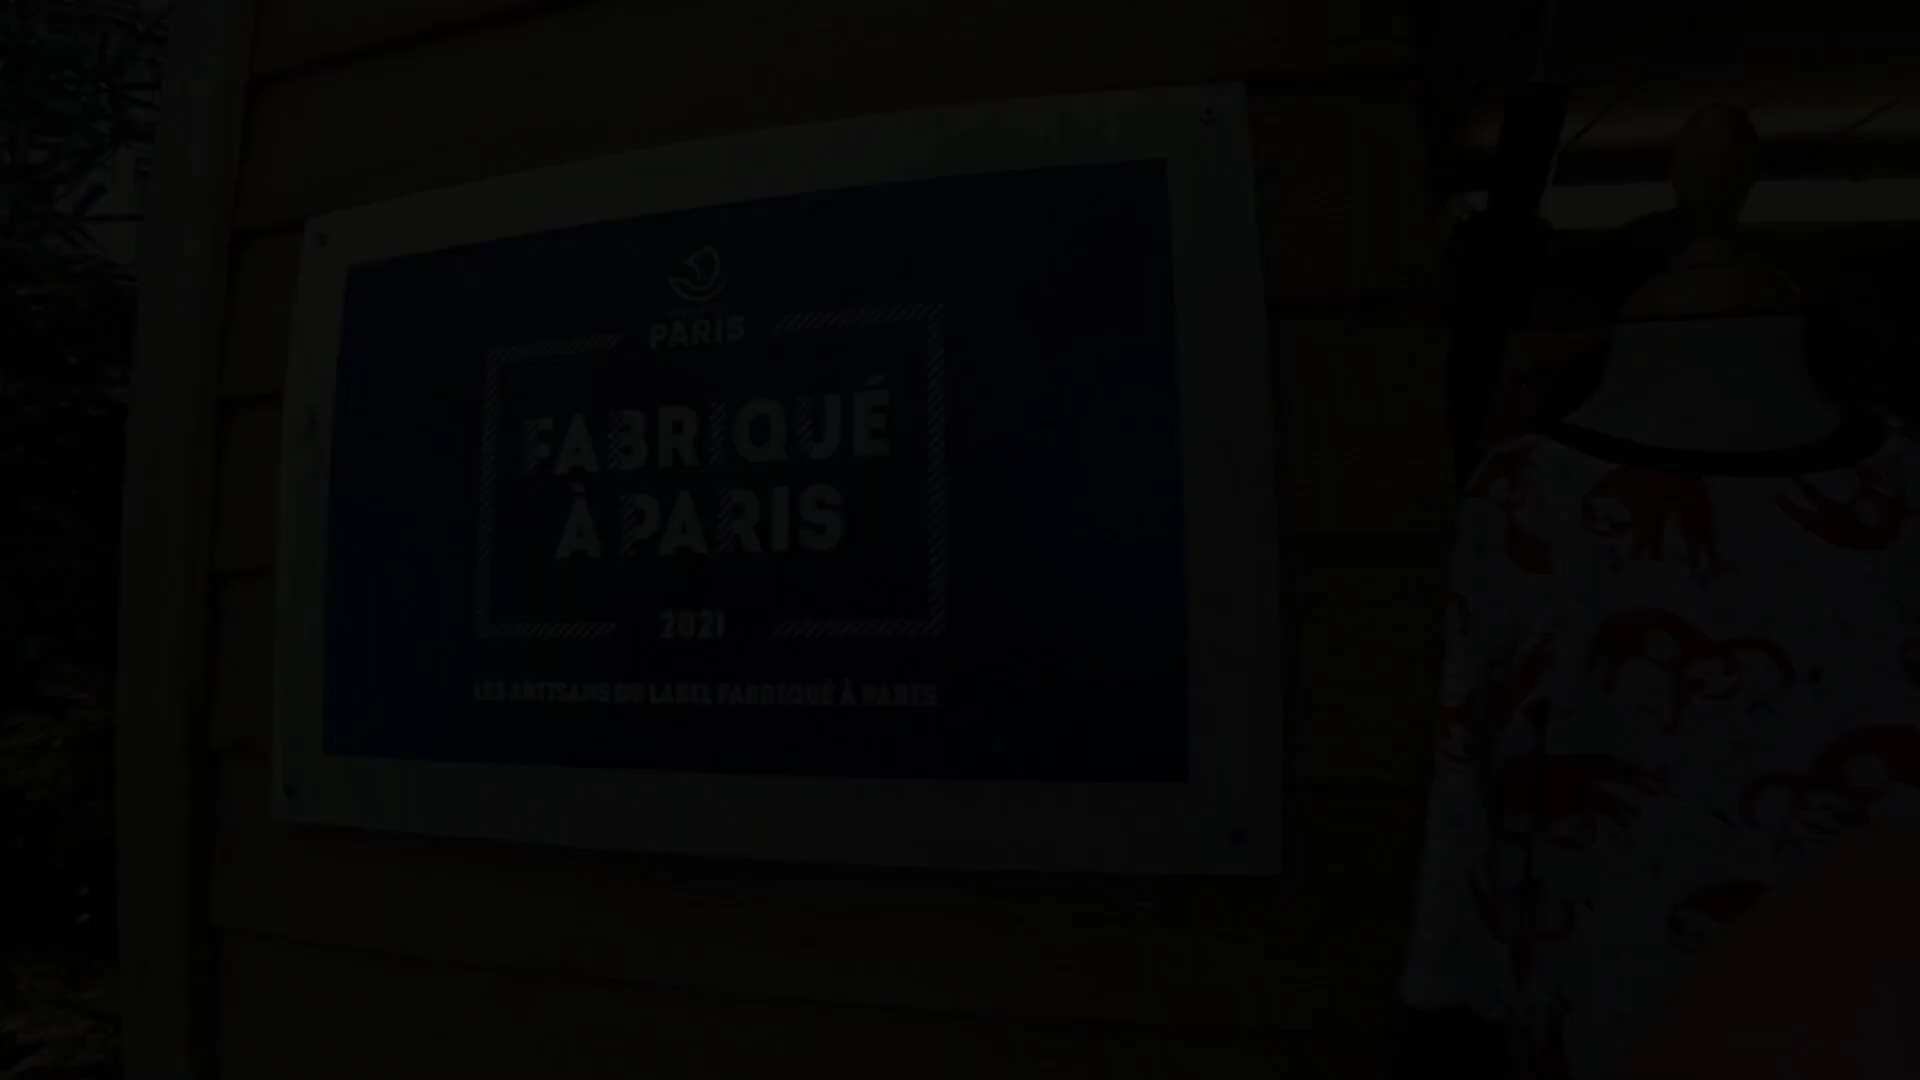 PARIS
FABRIQUÉ
À PARIS
2021
LES ARTISANS DU LABEL FABRIQUÉ À PARIS